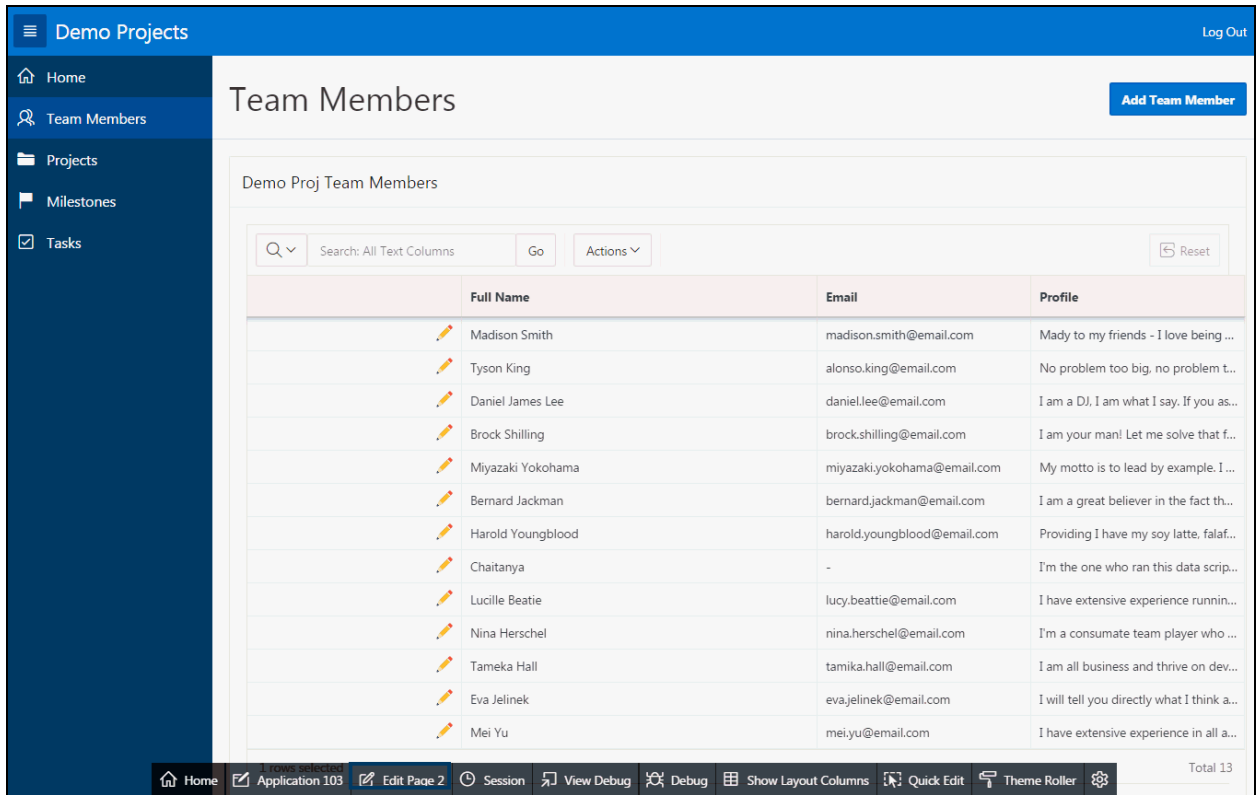 Demo Projects
Log Out
Home
Team Members
Projects
Milestones
Tasks
Team Members
Add Team Member
Demo Proj Team Members
Search: All Text Columns Go Actions Reset
Full Name Email Profile
Madison Smith madison.smith@email.com Mady to my friends - I love being ...
Tyson King alonso.king@email.com No problem too big, no problem t...
Daniel James Lee daniel.lee@email.com I am a DJ, I am what I say. If you as...
Brock Shilling brock.shilling@email.com I am your man! Let me solve that f...
Miyazaki Yokohama miyazaki.yokohama@email.com My motto is to lead by example. I ...
Bernard Jackman bernard.jackman@email.com I am a great believer in the fact th...
Harold Youngblood harold.youngblood@email.com Providing I have my soy latte, falaf...
Chaitanya - I'm the one who ran this data scrip...
Lucille Beatie lucy.beattie@email.com I have extensive experience runnin...
Nina Herschel nina.herschel@email.com I'm a consumate team player who ...
Tameka Hall tamika.hall@email.com I am all business and thrive on dev...
Eva Jelinek eva.jelinek@email.com I will tell you directly what I think a...
Mei Yu mei.yu@email.com I have extensive experience in all a...
1 rows selected Total 13
Home Application 103 Edit Page 2 Session View Debug Debug Show Layout Columns Quick Edit Theme Roller